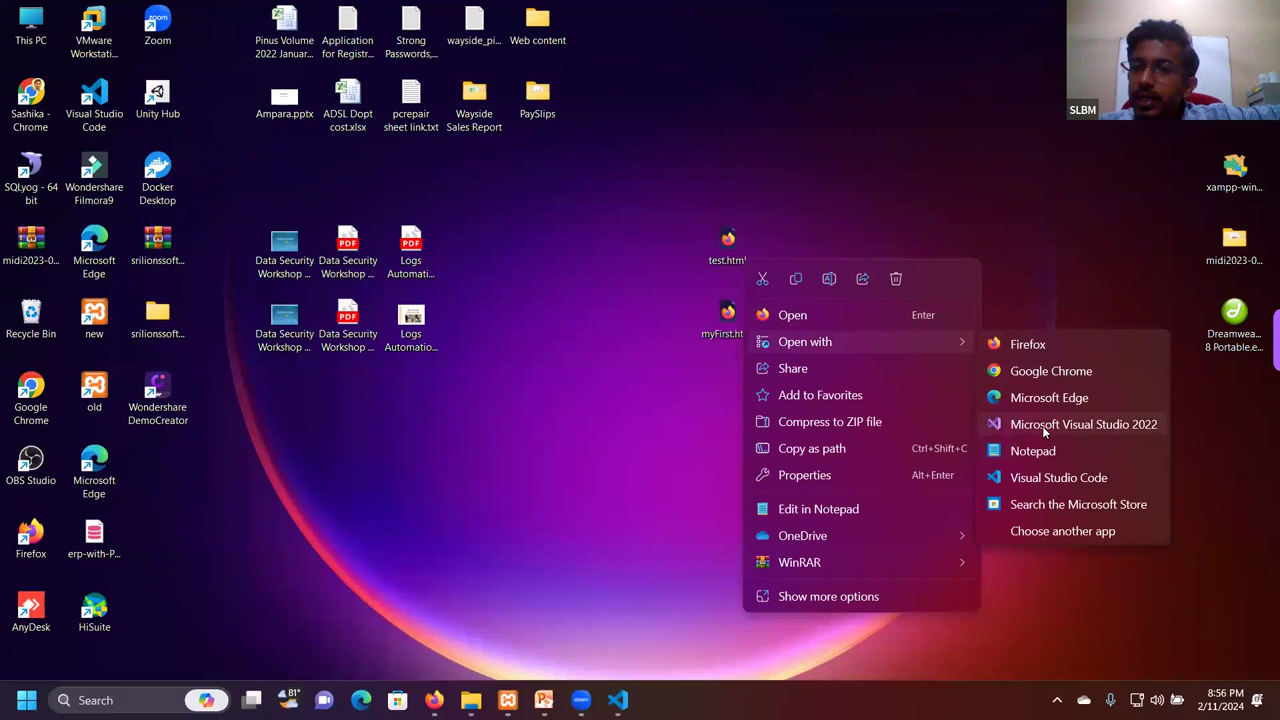 This PC
VMware
Workstati...
Zoom
Pinus Volume
2022 Januar...
Application
for Registr...
Strong
Passwords,...
wayside_pi...
Web content
SLBM
Sashika -
Chrome
Visual Studio
Code
Unity Hub
Ampara.pptx
ADSL Dopt
cost.xlsx
pcrepair
sheet link.txt
Wayside
Sales Report
PaySlips
SQLyog - 64
bit
Wondershare
Filmora9
Docker
Desktop
xampp-win...
midi2023-0...
Microsoft
Edge
srilionssoft...
PDF
PDF
Data Security
Workshop ...
Data Security
Workshop ...
Logs
Automati...
test.html
midi2023-0...
Recycle Bin
new
srilionssoft...
PDF
Data Security
Workshop ...
Data Security
Workshop ...
Logs
Automatio...
myFirst.ht
Dreamwea...
8 Portable.e...
Google
Chrome
old
Wondershare
DemoCreator
OBS Studio
Microsoft
Edge
Firefox
erp-with-P...
AnyDesk
HiSuite
Open
Enter
Open with
Share
Add to Favorites
Compress to ZIP file
Copy as path
Ctrl+Shift+C
Properties
Alt+Enter
Edit in Notepad
OneDrive
WinRAR
Show more options
Firefox
Google Chrome
Microsoft Edge
Microsoft Visual Studio 2022
Notepad
Visual Studio Code
Search the Microsoft Store
Choose another app
Search
81°
zoom
8:56 PM
2/11/2024